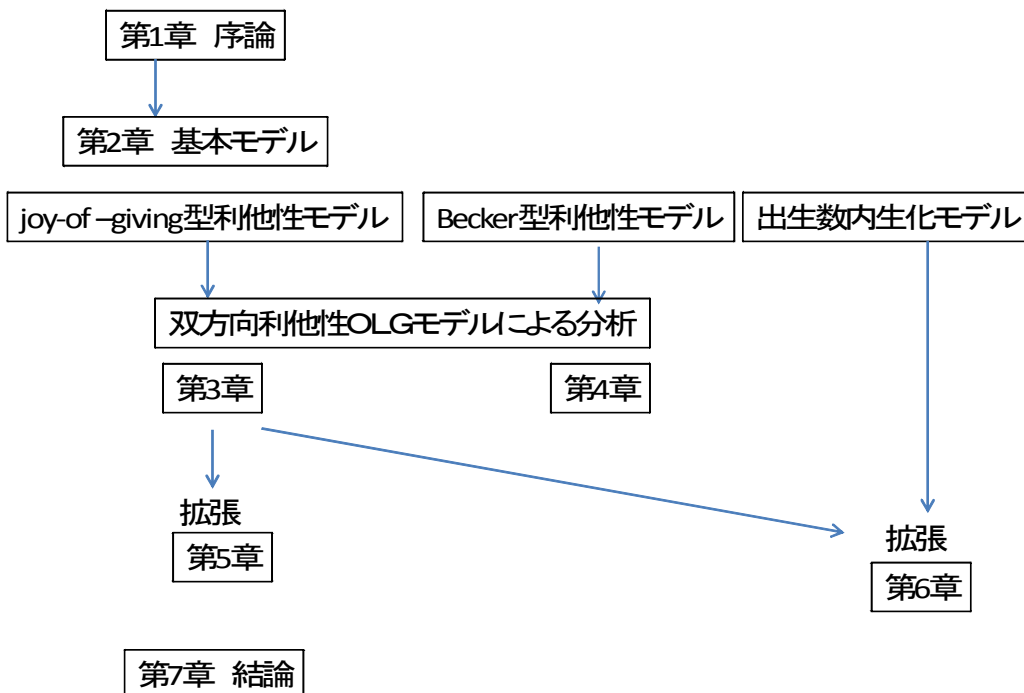 第1章 序論
第2章 基本モデル
joy-of –giving型利他性モデル
Becker型利他性モデル
出生数内生化モデル
双方向利他性OLGモデルによる分析
第3章
第4章
拡張
第5章
拡張
第6章
第7章 結論